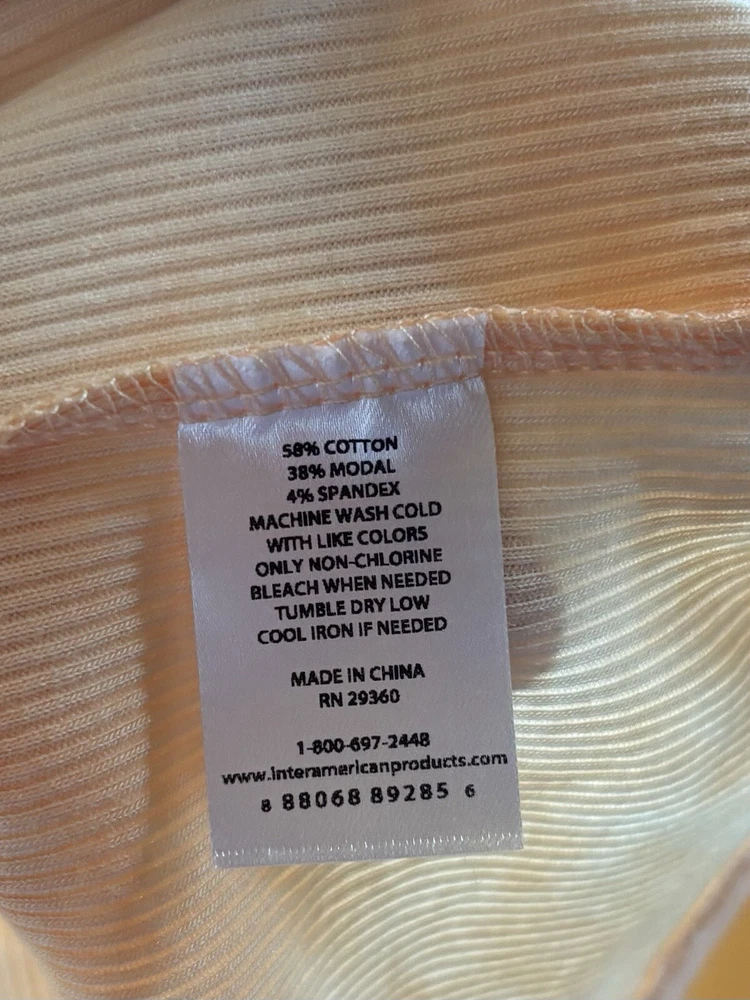 58% COTTON
38% MODAL
4% SPANDEX
MACHINE WASH COLD
WITH LIKE COLORS
ONLY NON-CHLORINE
BLEACH WHEN NEEDED
TUMBLE DRY LOW
COOL IRON IF NEEDED
MADE IN CHINA
RN 29360
1-800-697-2448
www.interamericanproducts.com
8 88068 89285 6